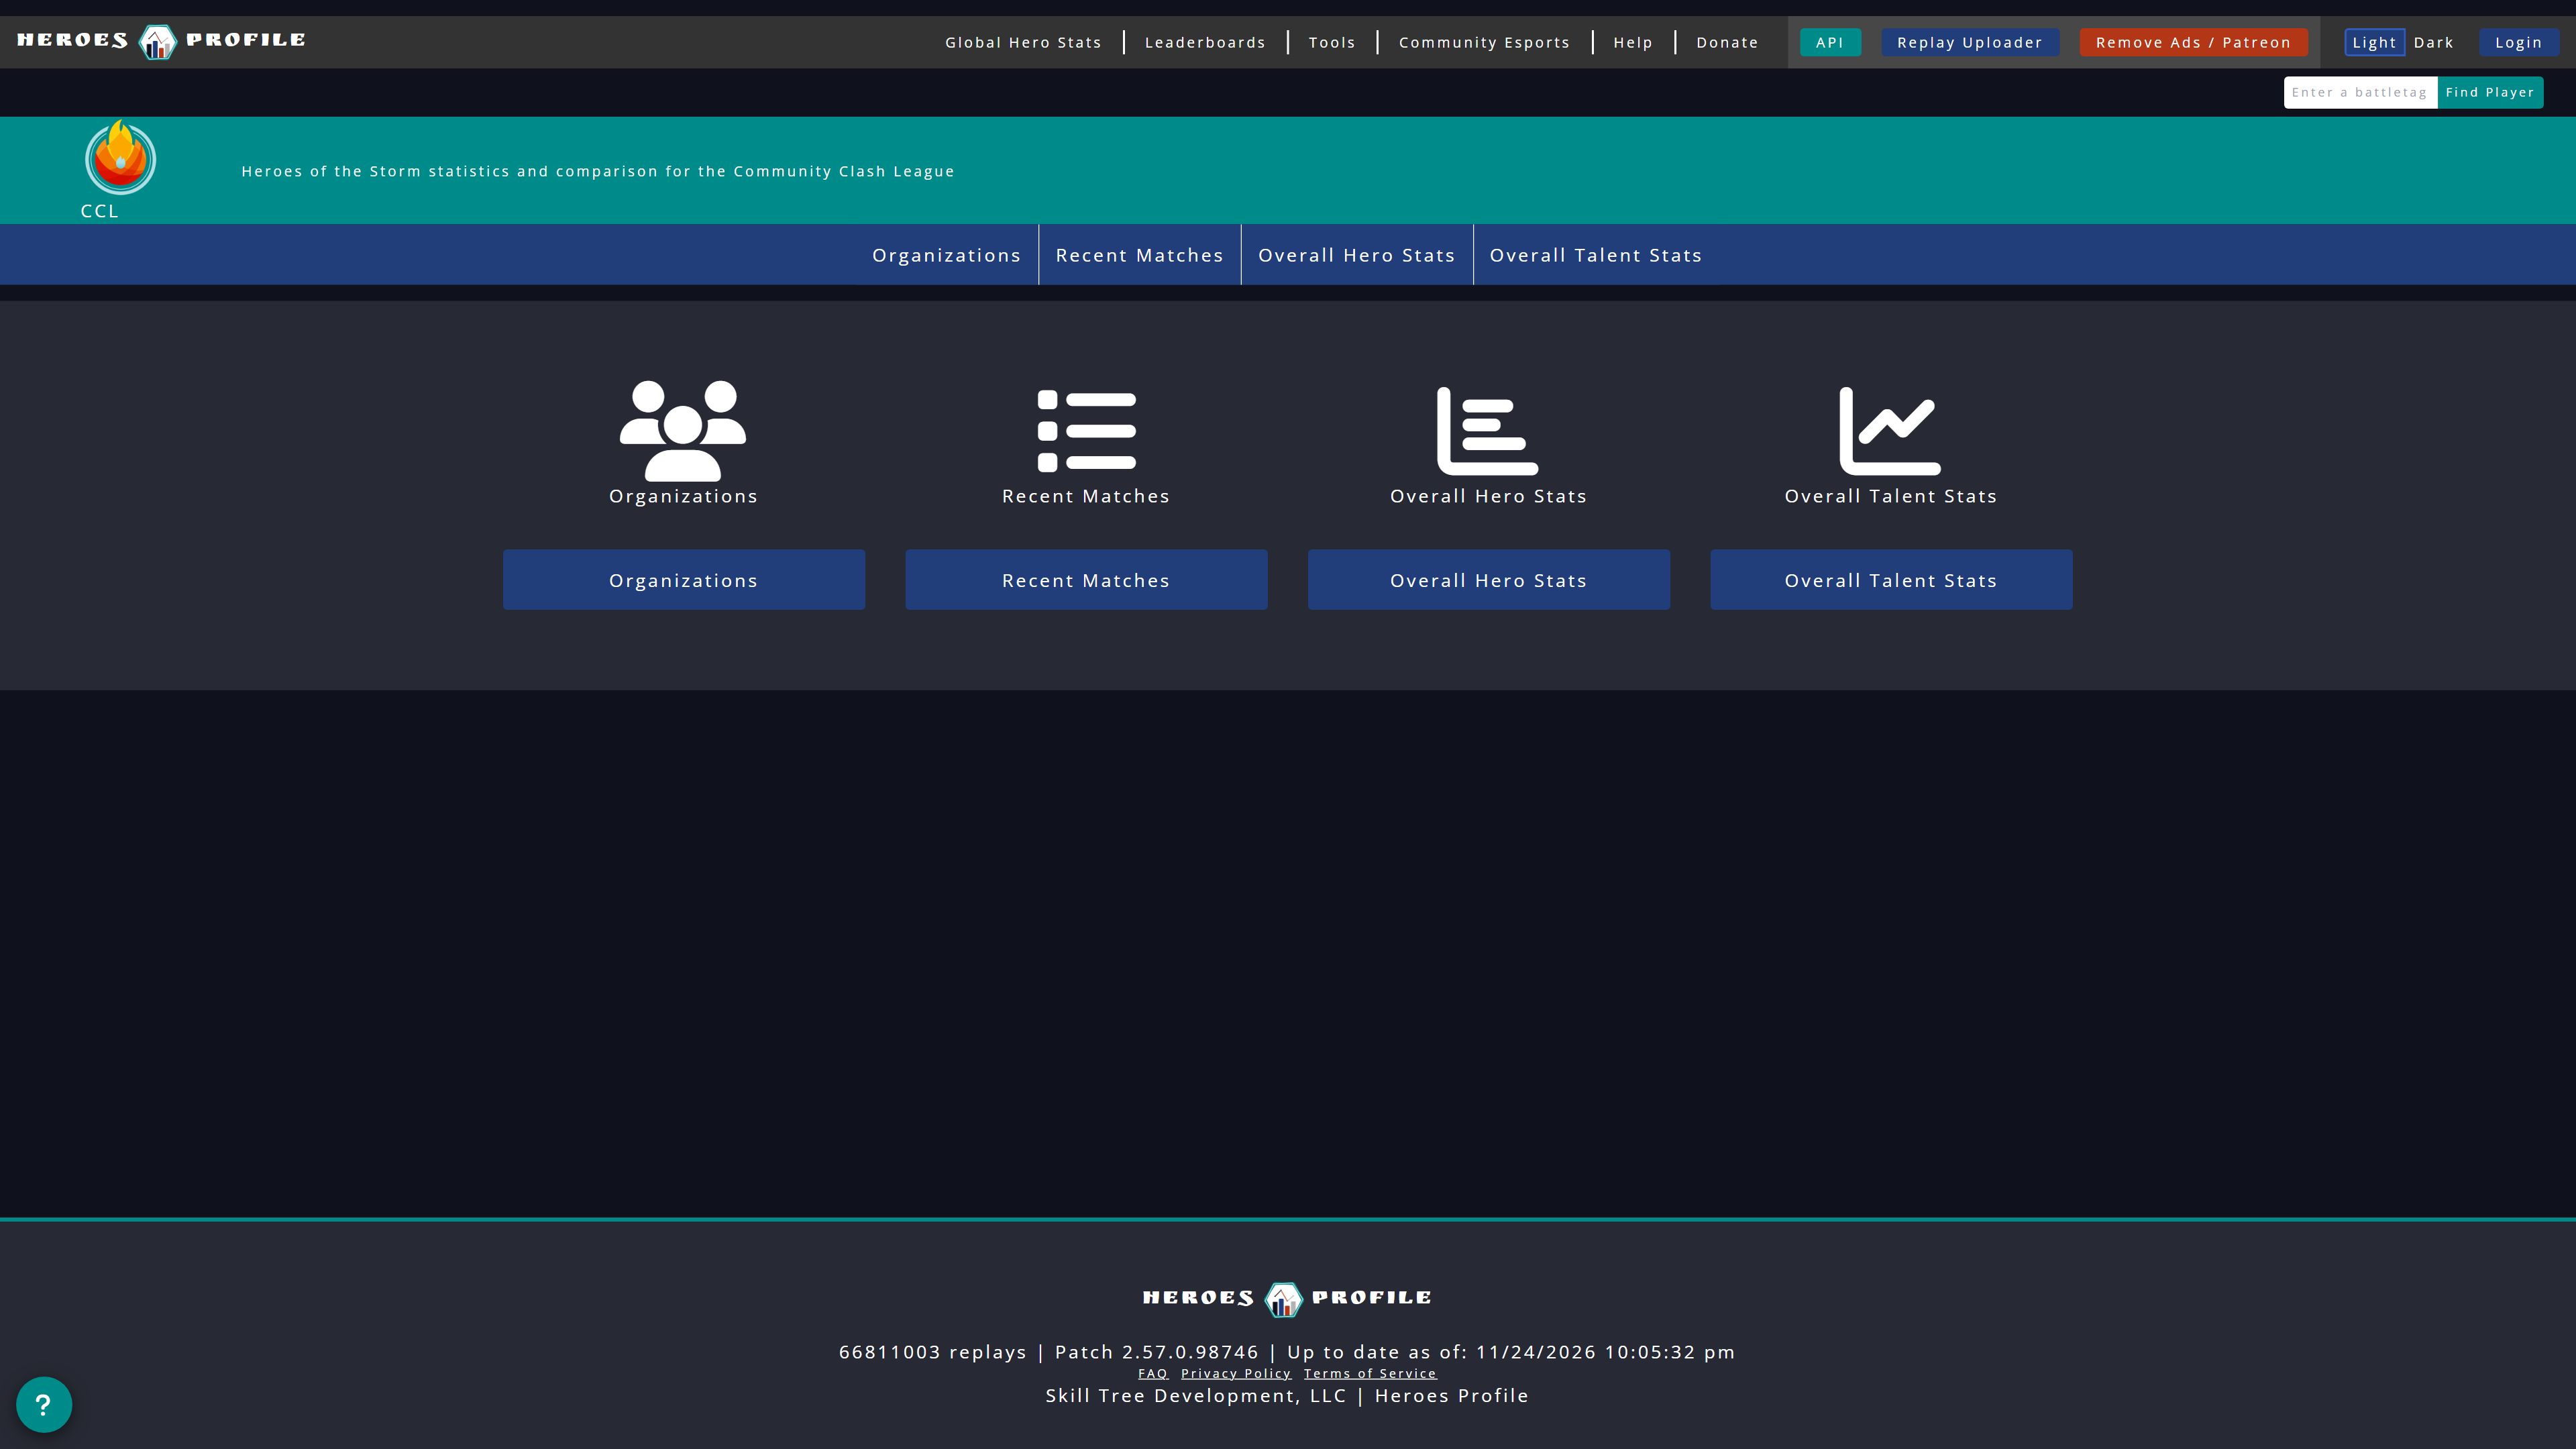 HEROES PROFILE
Global Hero Stats Leaderboards Tools Community Esports Help Donate API Replay Uploader Remove Ads / Patreon Light Dark Login
Enter a battletag Find Player
Heroes of the Storm statistics and comparison for the Community Clash League
CCL
Organizations Recent Matches Overall Hero Stats Overall Talent Stats
Organizations Recent Matches Overall Hero Stats Overall Talent Stats
Organizations Recent Matches Overall Hero Stats Overall Talent Stats
HEROES PROFILE
66811003 replays | Patch 2.57.0.98746 | Up to date as of: 11/24/2026 10:05:32 pm
FAQ Privacy Policy Terms of Service
Skill Tree Development, LLC | Heroes Profile
?